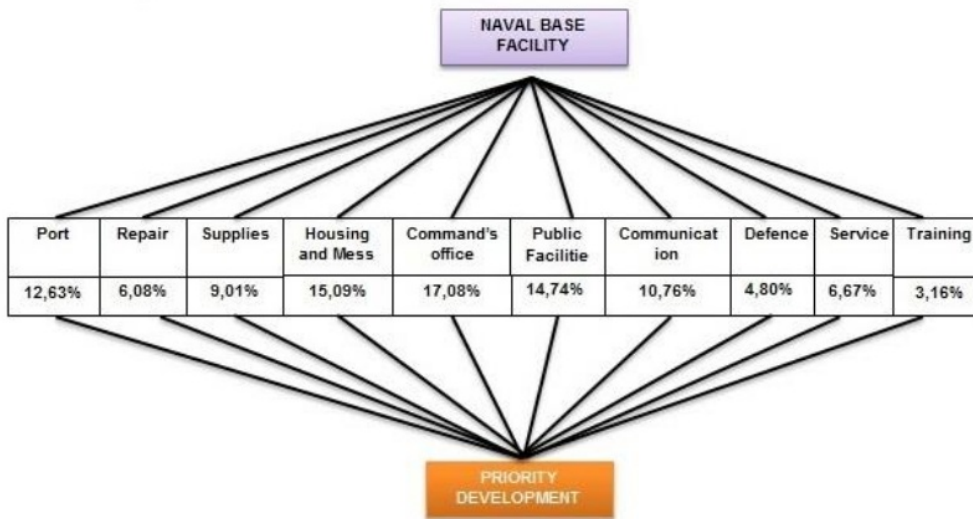 NAVAL BASE
FACILITY
Port
Repair
Supplies
Housing
and Mess
Command's
office
Public
Facilitie
Communicat
ion
Defence
Service
Training
12,63%
6,08%
9,01%
15,09%
17,08%
14,74%
10,76%
4,80%
6,67%
3,16%
PRIORITY
DEVELOPMENT